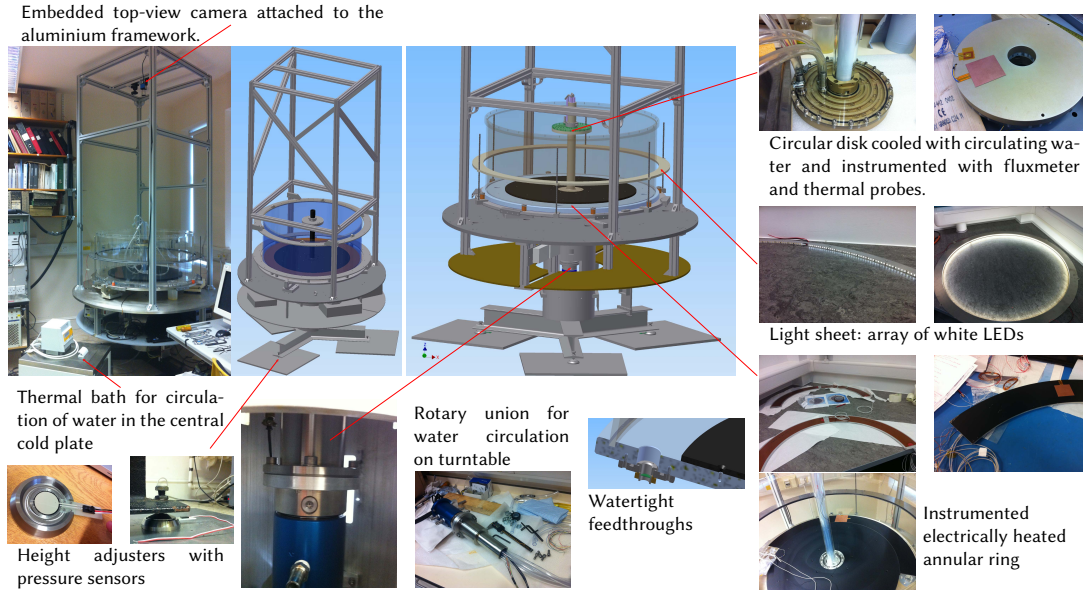 Embedded top-view camera attached to the
aluminium framework.
Circular disk cooled with circulating wa-
ter and instrumented with fluxmeter
and thermal probes.
Light sheet: array of white LEDs
Thermal bath for circula-
tion of water in the central
cold plate
Rotary union for
water circulation
on turntable
Watertight
feedthroughs
Height adjusters with
pressure sensors
Instrumented
electrically heated
annular ring